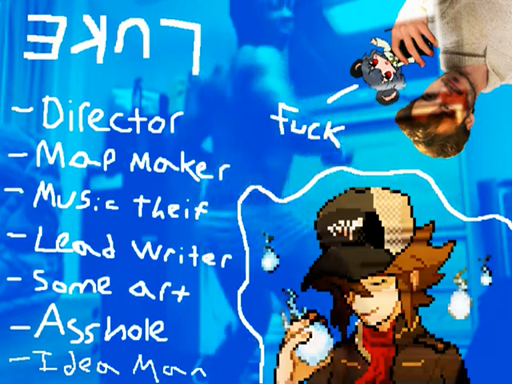 LUKE
- Director
- Map Maker
- Music theif
- Lead writer
- Some art
- Asshole
- Idea Man
fuck